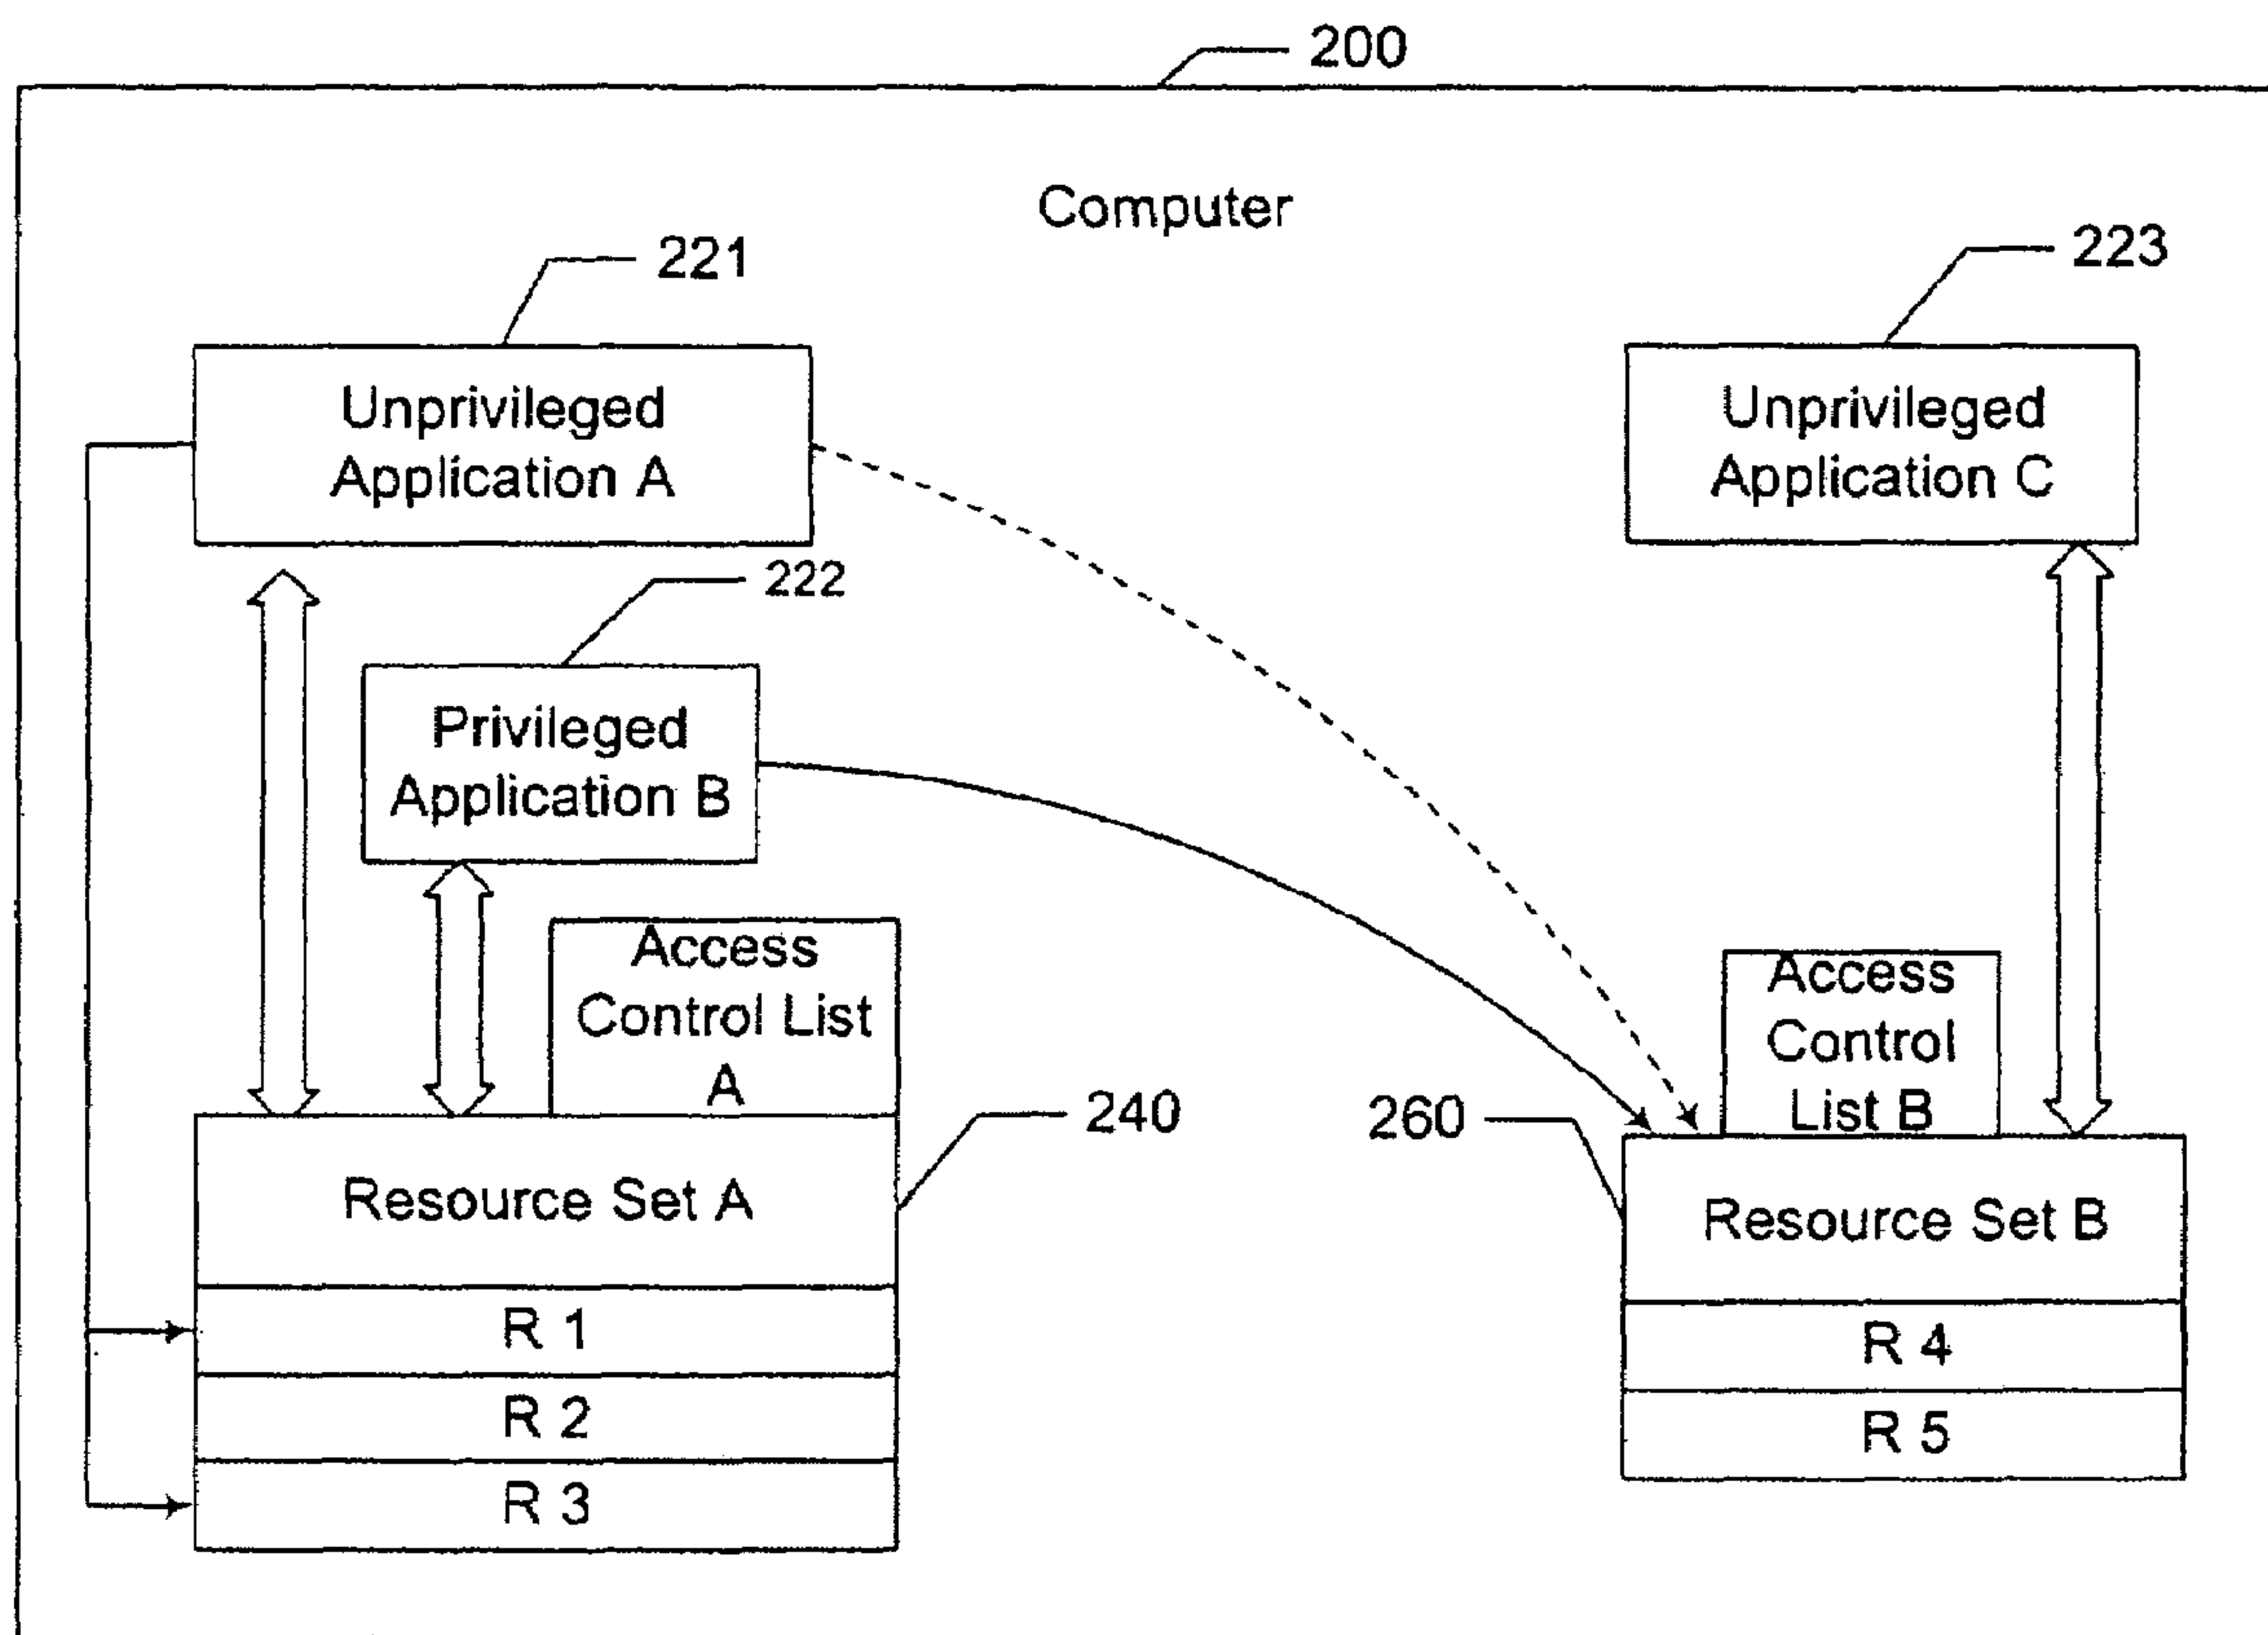 200
Computer
221
223
Unprivileged
Application A
Unprivileged
Application C
222
Privileged
Application B
Access
Control List
A
Access
Control
List B
240
260
Resource Set A
Resource Set B
R 1
R 2
R 3
R 4
R 5